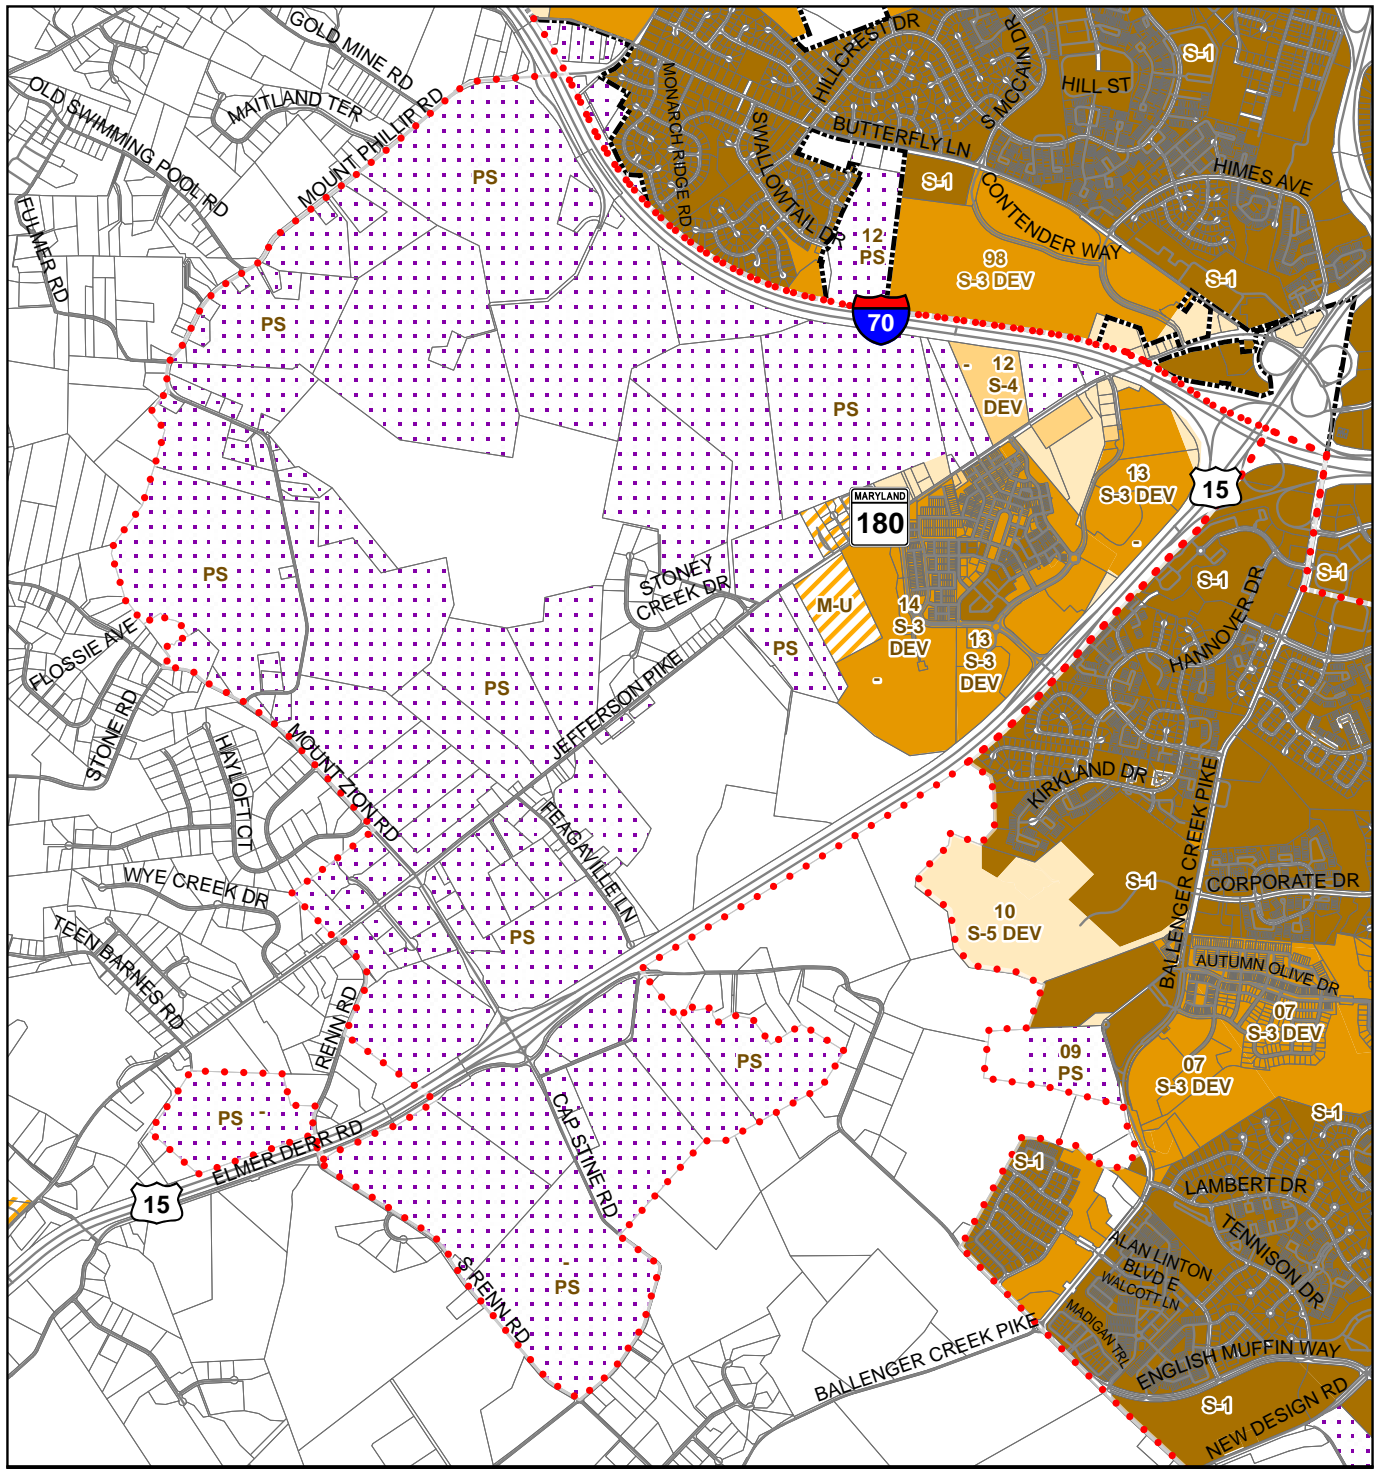 GOLD MINE RD
HILLCREST DR
S MCCAIN DR
S-1
HILL ST
OLD SWIMMING POOL RD
MAITLAND TER
MOUNT PHILLIP RD
MONARCH RIDGE RD
SWALLOWTAIL DR
BUTTERFLY LN
HIMES AVE
PS
S-1
CONTENDER WAY
FULMER RD
12
PS
98
S-3 DEV
S-1
PS
70
-
12
S-4
DEV
PS
13
S-3 DEV
15
MARYLAND
180
-
PS
STONEY
CREEK DR
M-U
14
S-3
DEV
S-1
S-1
HANNOVER DR
FLOSSIE AVE
PS
13
S-3
DEV
-
PS
JEFFERSON PIKE
STONE RD
HAYLOFT CT
MOUNT ZION RD
KIRKLAND DR
BALLENGER CREEK PIKE
FEAGAVILLE LN
WYE CREEK DR
S-1
CORPORATE DR
TEEN BARNES RD
PS
10
S-5 DEV
AUTUMN OLIVE DR
RENN RD
07
S-3 DEV
PS
09
PS
07
S-3 DEV
PS -
CAP STINE RD
S-1
ELMER DERR RD
S-1
15
LAMBERT DR
TENNISON DR
S RENN RD
-
PS
ALAN LINTON
BLVD E
WALCOTT LN
MADIGAN TRL
BALLENGER CREEK PIKE
ENGLISH MUFFIN WAY
S-1
NEW DESIGN RD